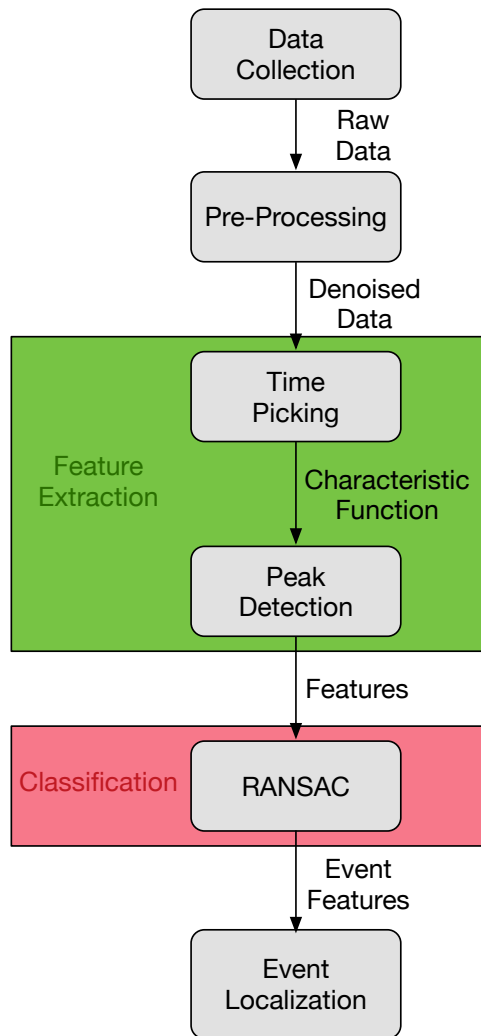 Data
Collection
Raw
Data
Pre-Processing
Denoised
Data
Time
Picking
Feature
Extraction
Characteristic
Function
Peak
Detection
Features
Classification
RANSAC
Event
Features
Event
Localization